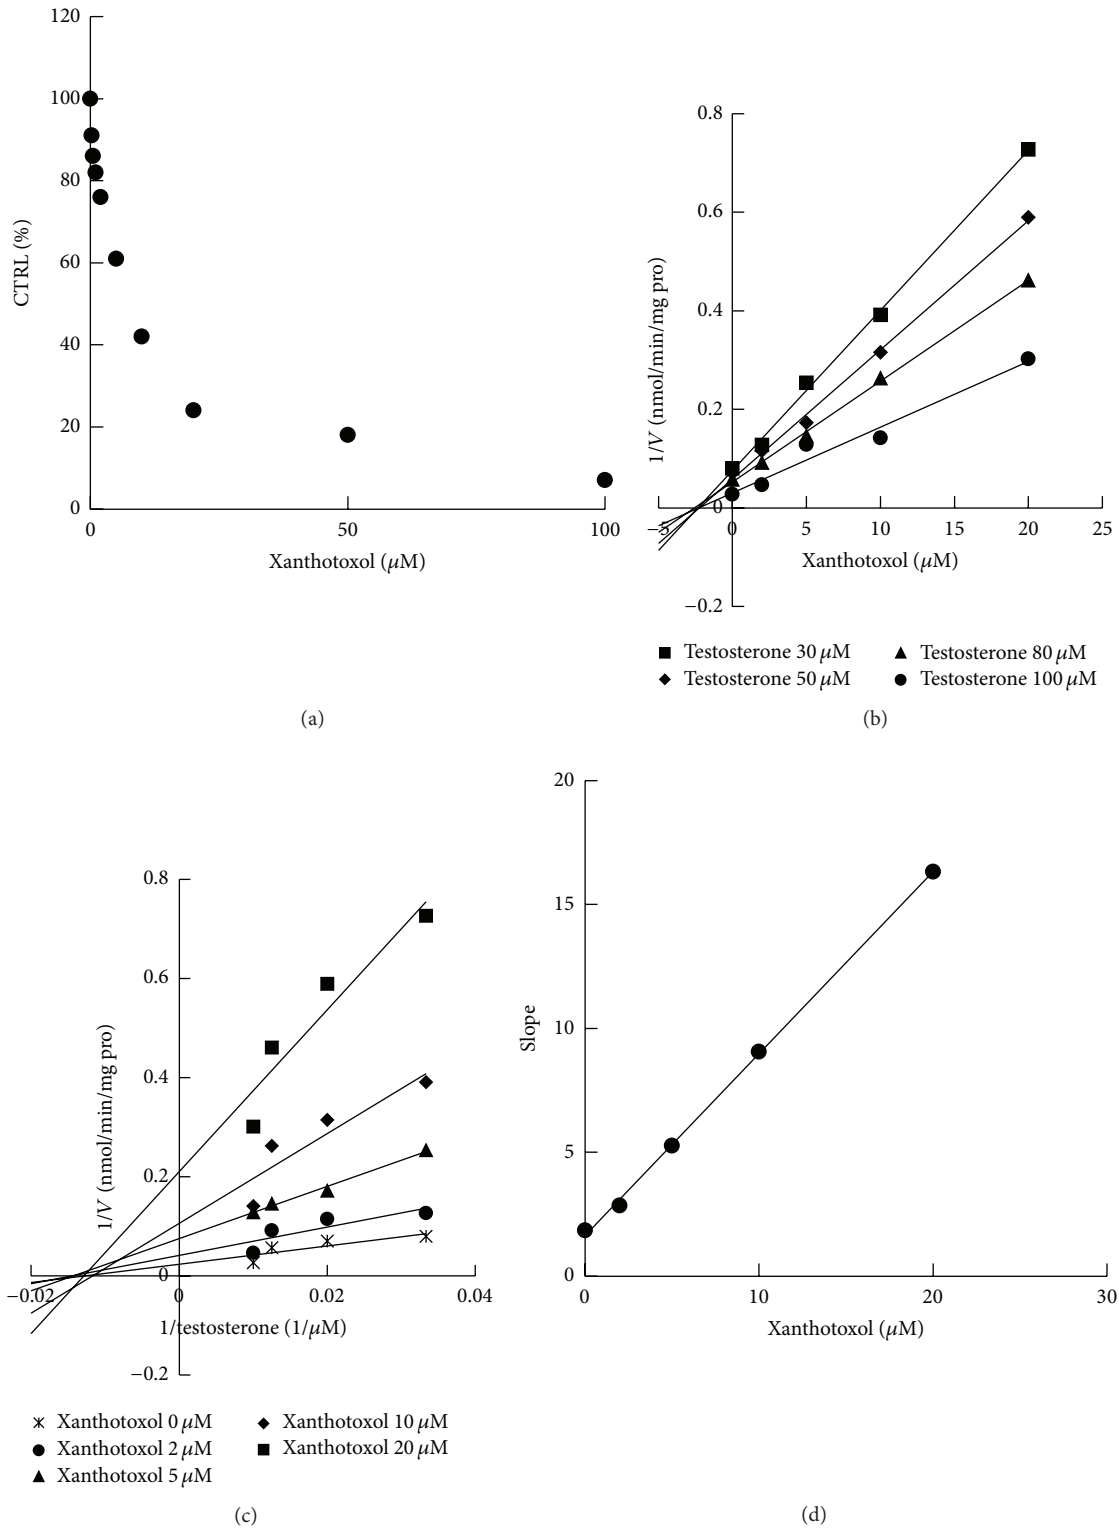 120
100
80
60
40
20
0
CTRL (%)
0 50 100
Xanthotoxol (μM)
(a)
0.8
0.6
0.4
0.2
0
−0.2
1/V (nmol/min/mg pro)
−5 0 5 10 15 20 25
Xanthotoxol (μM)
Testosterone 30 μM
Testosterone 50 μM
Testosterone 80 μM
Testosterone 100 μM
(b)
0.8
0.6
0.4
0.2
0
−0.2
1/V (nmol/min/mg pro)
−0.02 0 0.02 0.04
1/testosterone (1/μM)
Xanthotoxol 0 μM
Xanthotoxol 2 μM
Xanthotoxol 5 μM
Xanthotoxol 10 μM
Xanthotoxol 20 μM
(c)
20
15
10
5
0
Slope
0 10 20 30
Xanthotoxol (μM)
(d)